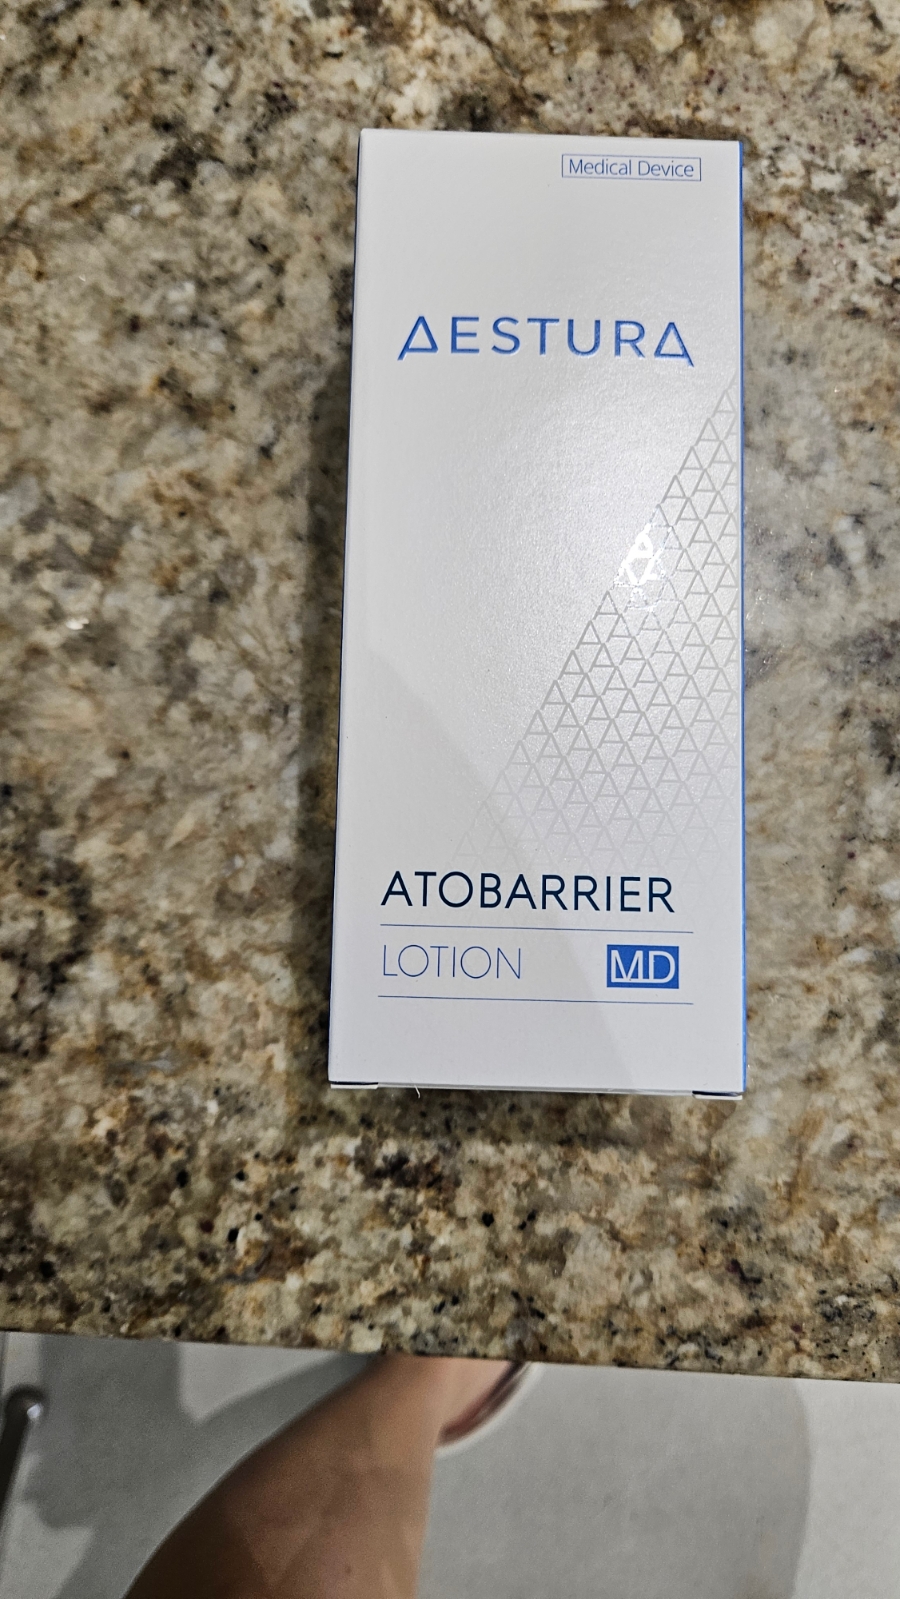 Medical Device
AESTURA
ATOBARRIER
LOTION MD